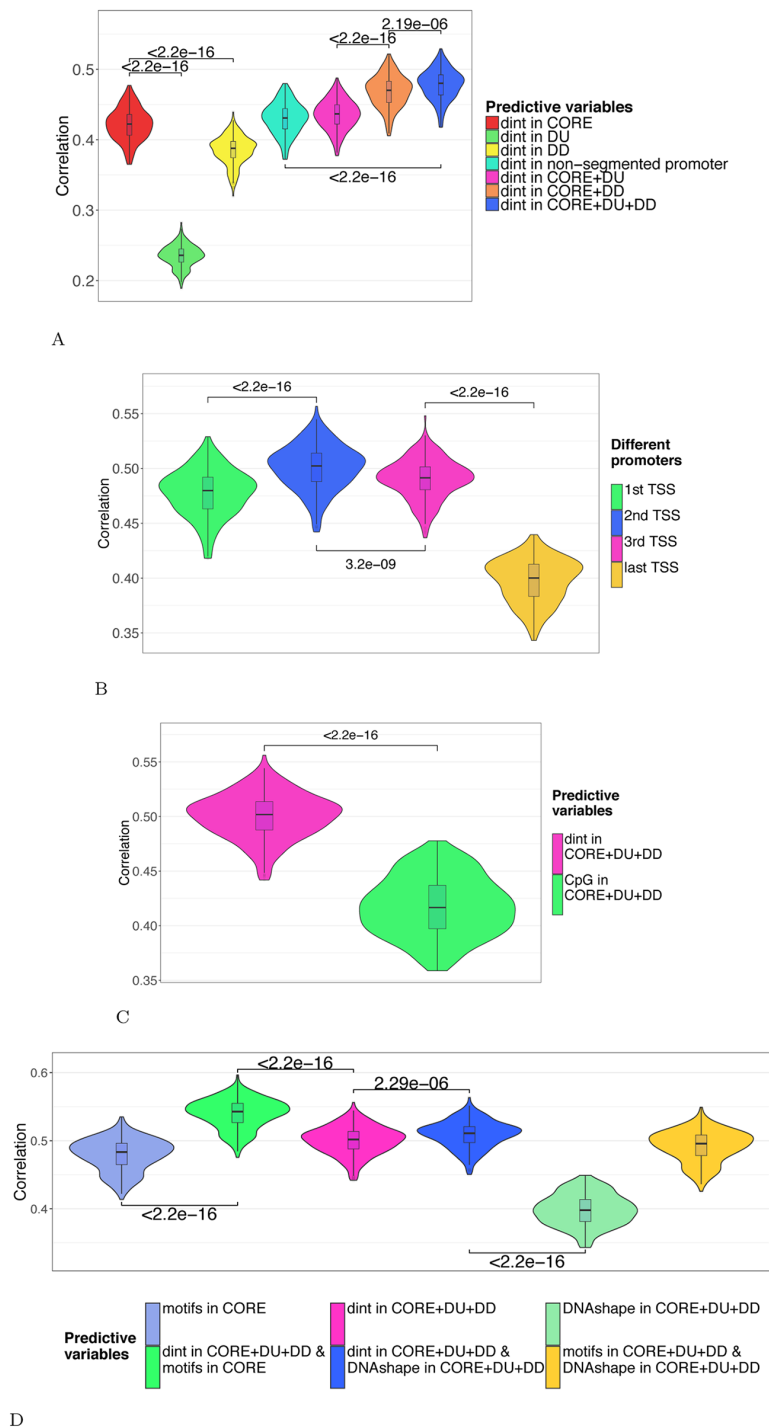 2.19e−06
<2.2e−16
<2.2e−16
<2.2e−16
0.5
Correlation
0.4
<2.2e−16
0.3
0.2
Predictive variables
dint in CORE
dint in DU
dint in DD
dint in non−segmented promoter
dint in CORE+DU
dint in CORE+DD
dint in CORE+DU+DD
A
<2.2e−16
<2.2e−16
0.55
0.50
Correlation
0.45
3.2e−09
0.40
0.35
Different
promoters
1st TSS
2nd TSS
3rd TSS
last TSS
B
<2.2e−16
0.55
0.50
Correlation
0.45
0.40
0.35
Predictive
variables
dint in
CORE+DU+DD
CpG in
CORE+DU+DD
C
<2.2e−16
0.6
2.29e−06
0.5
Correlation
0.4
<2.2e−16
<2.2e−16
Predictive
variables
motifs in CORE
dint in CORE+DU+DD &
motifs in CORE
dint in CORE+DU+DD
dint in CORE+DU+DD &
DNAshape in CORE+DU+DD
DNAshape in CORE+DU+DD
motifs in CORE+DU+DD &
DNAshape in CORE+DU+DD
D